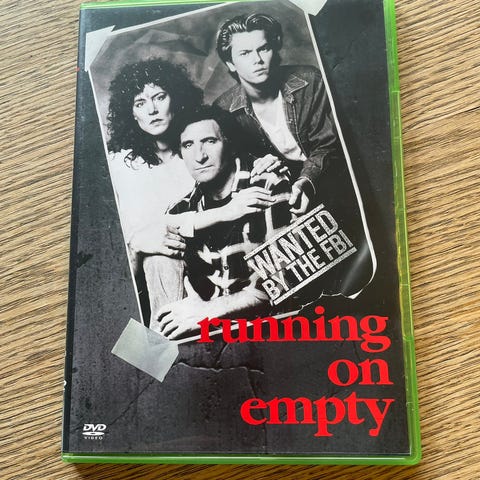 WANTED
BY THE FBI
running
on
empty
DVD
VIDEO